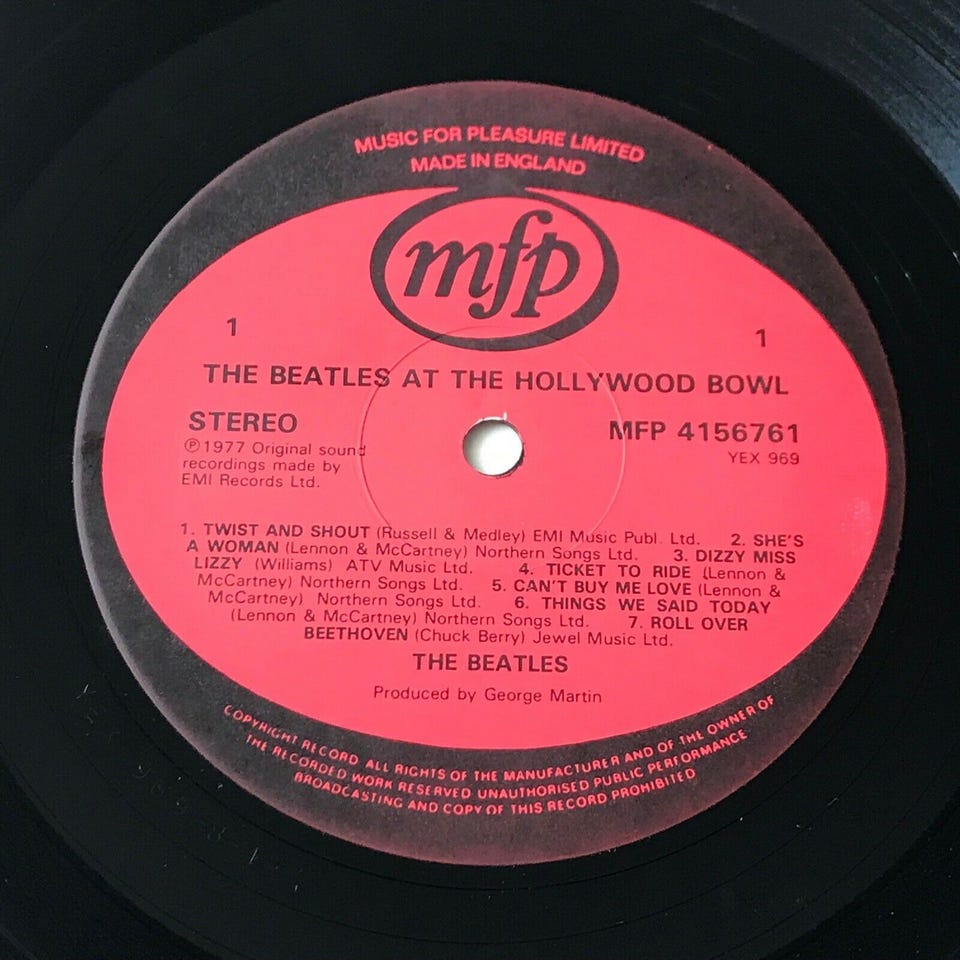 MUSIC FOR PLEASURE LIMITED
MADE IN ENGLAND
mfp
1 1
THE BEATLES AT THE HOLLYWOOD BOWL
STEREO MFP 4156761
℗1977 Original sound YEX 969
recordings made by
EMI Records Ltd.
1. TWIST AND SHOUT (Russell & Medley) EMI Music Publ. Ltd. 2. SHE'S
A WOMAN (Lennon & McCartney) Northern Songs Ltd. 3. DIZZY MISS
LIZZY (Williams) ATV Music Ltd. 4. TICKET TO RIDE (Lennon &
McCartney) Northern Songs Ltd. 5. CAN'T BUY ME LOVE (Lennon &
McCartney) Northern Songs Ltd. 6. THINGS WE SAID TODAY
(Lennon & McCartney) Northern Songs Ltd. 7. ROLL OVER
BEETHOVEN (Chuck Berry) Jewel Music Ltd.
THE BEATLES
Produced by George Martin
COPYRIGHT RECORD ALL RIGHTS OF THE MANUFACTURER AND OF THE OWNER OF
THE RECORDED WORK RESERVED UNAUTHORISED PUBLIC PERFORMANCE
BROADCASTING AND COPY OF THIS RECORD PROHIBITED